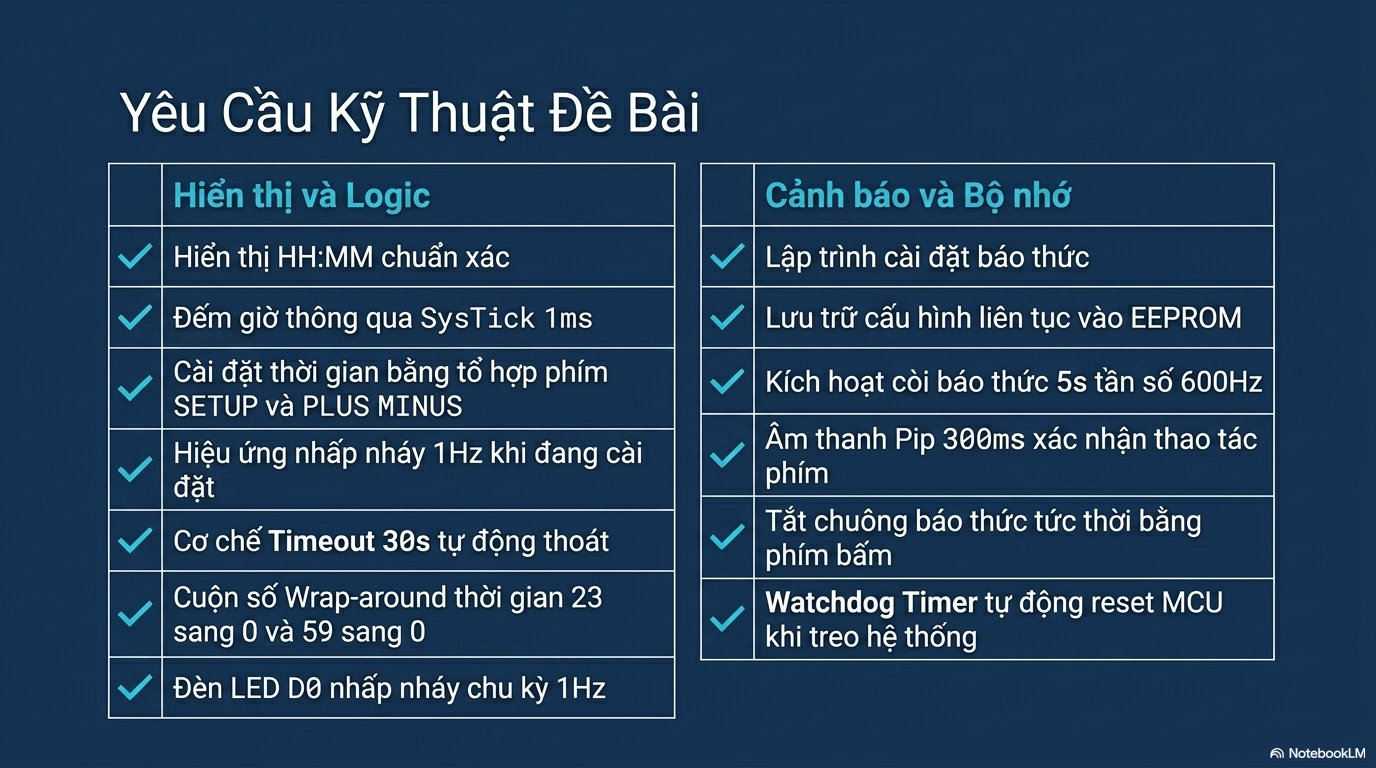 Yêu Cầu Kỹ Thuật Đề Bài
Hiển thị và Logic
Hiển thị HH:MM chuẩn xác
Đếm giờ thông qua SysTick 1ms
Cài đặt thời gian bằng tổ hợp phím
SETUP và PLUS MINUS
Hiệu ứng nhấp nháy 1Hz khi đang cài
đặt
Cơ chế Timeout 30s tự động thoát
Cuộn số Wrap-around thời gian 23
sang 0 và 59 sang 0
Đèn LED D0 nhấp nháy chu kỳ 1Hz
Cảnh báo và Bộ nhớ
Lập trình cài đặt báo thức
Lưu trữ cấu hình liên tục vào EEPROM
Kích hoạt còi báo thức 5s tần số 600Hz
Âm thanh Pip 300ms xác nhận thao tác
phím
Tắt chuông báo thức tức thời bằng
phím bấm
Watchdog Timer tự động reset MCU
khi treo hệ thống
NotebookLM